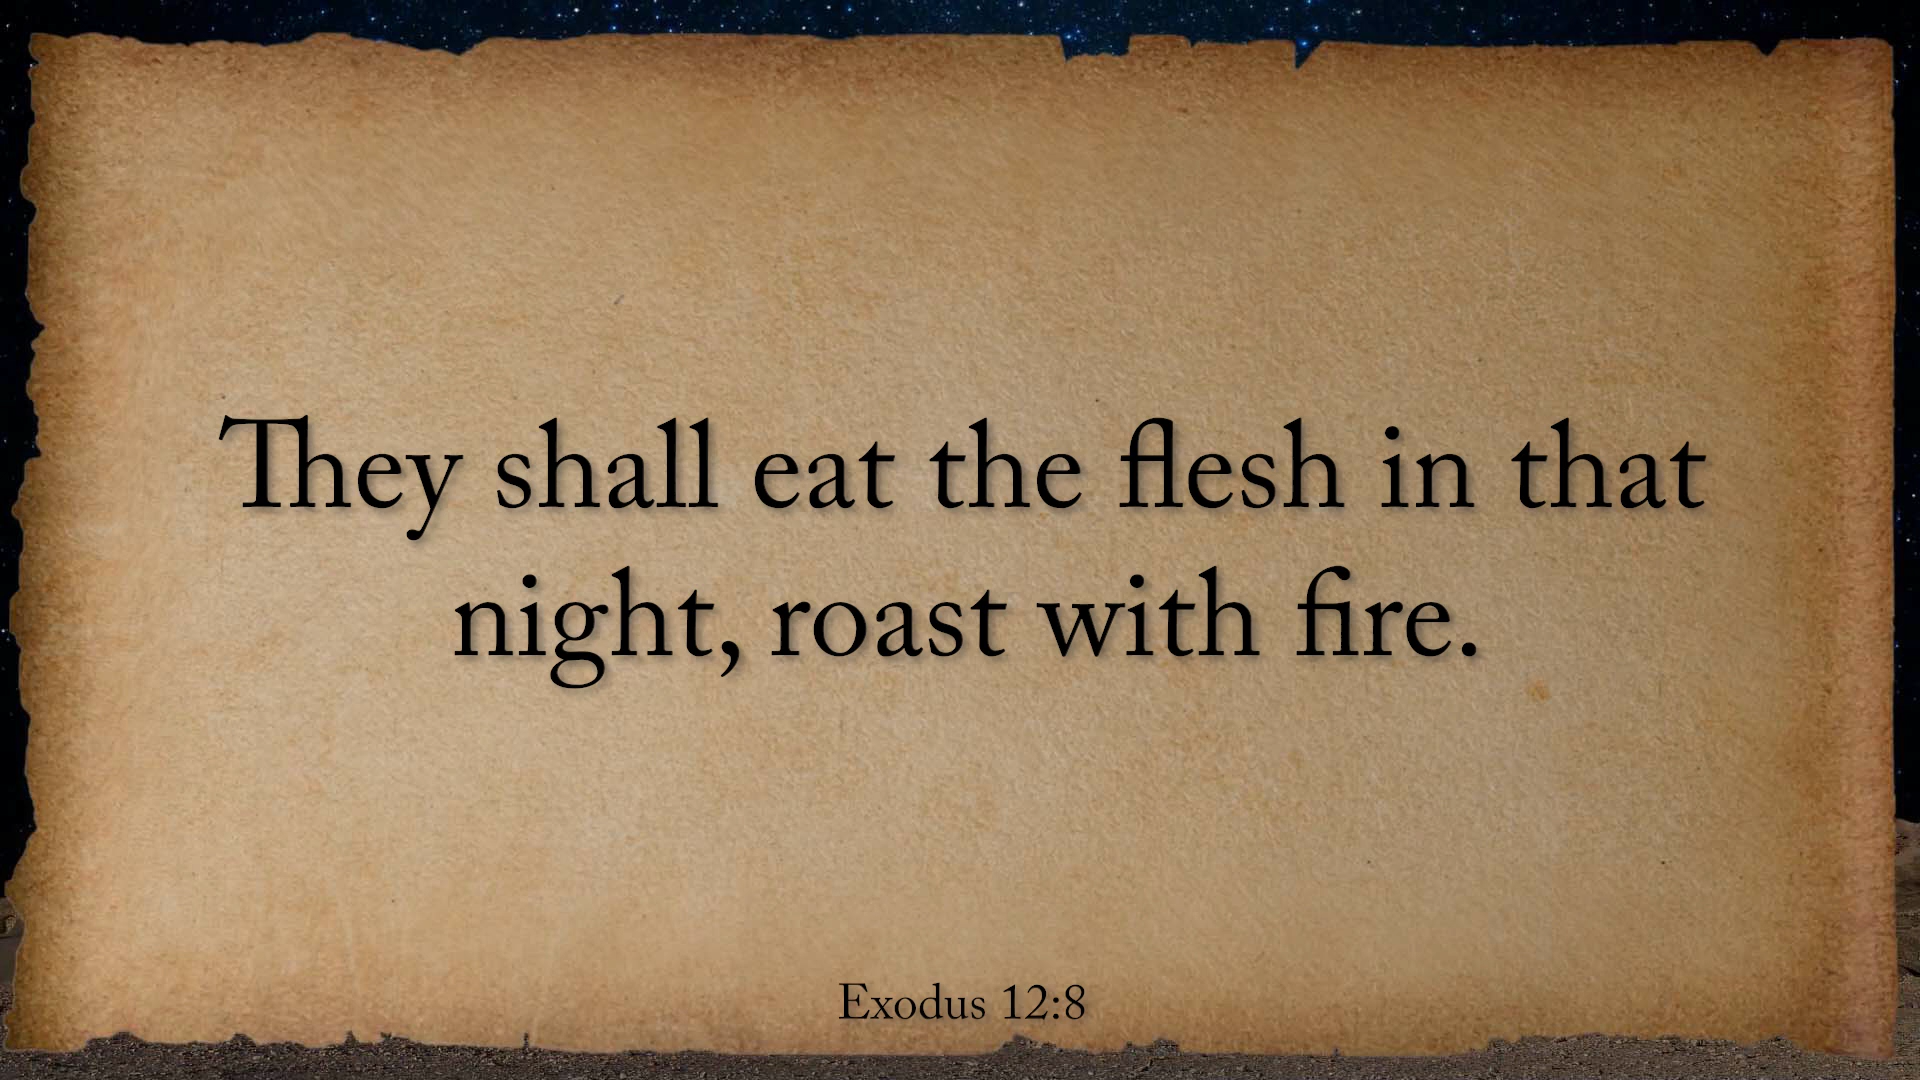 They shall eat the flesh in that
night, roast with fire.
Exodus 12:8